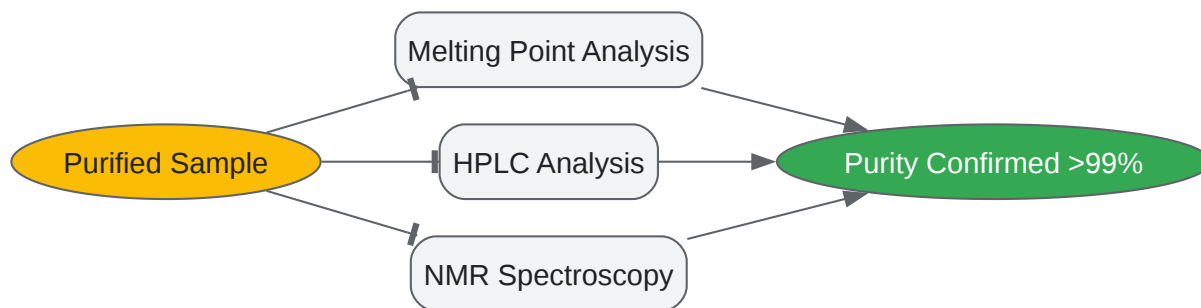 Melting Point Analysis
Purified Sample
HPLC Analysis
Purity Confirmed >99%
NMR Spectroscopy